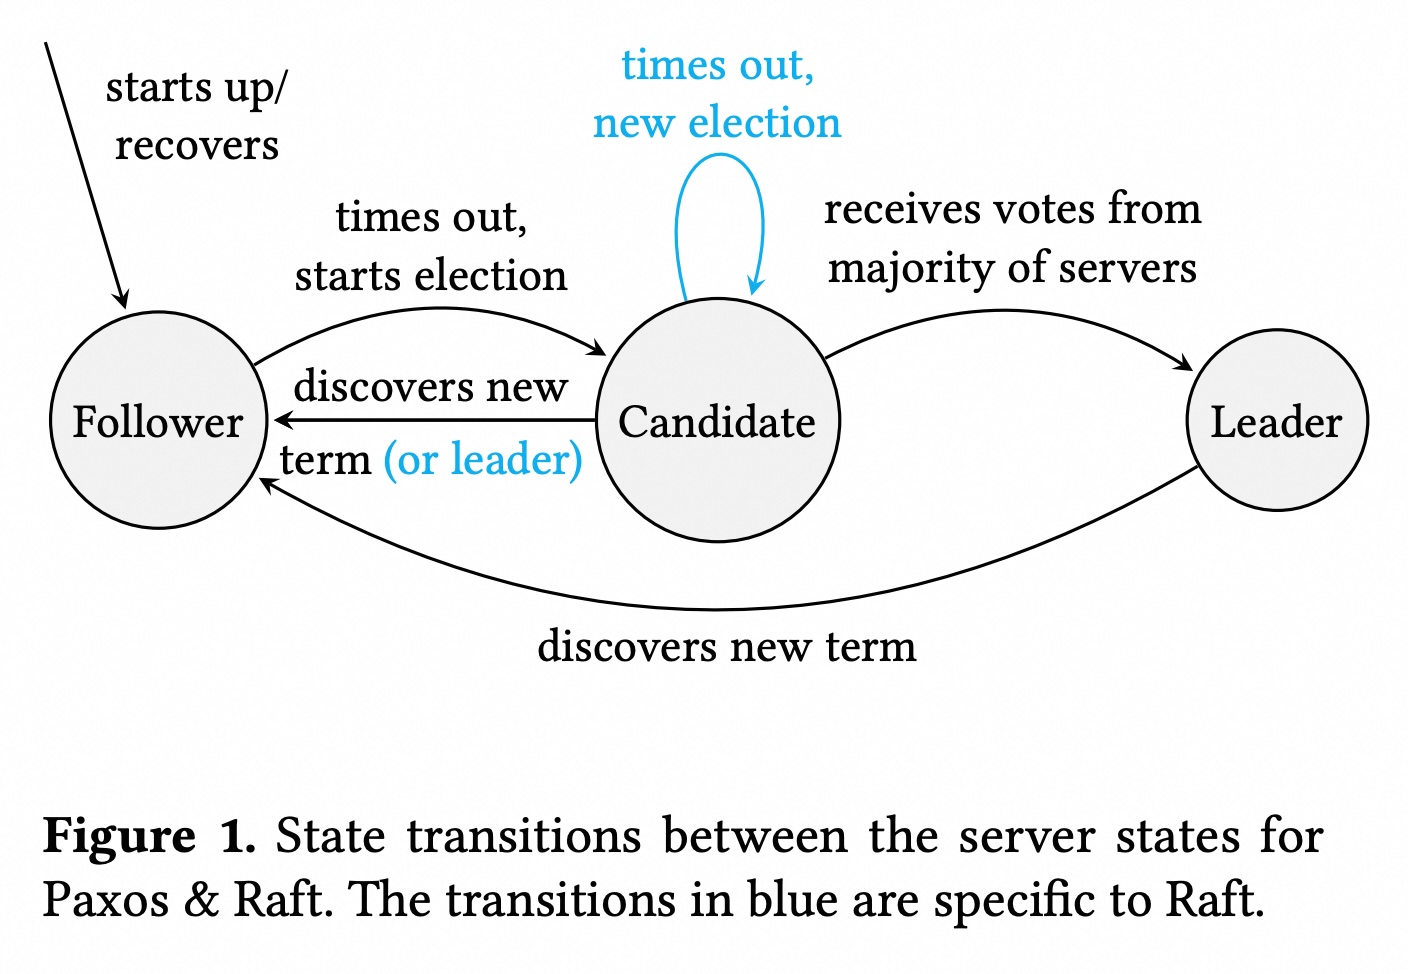 starts up/
recovers
times out,
new election
times out,
starts election
receives votes from
majority of servers
discovers new
term (or leader)
Follower
Candidate
Leader
discovers new term
Figure 1. State transitions between the server states for
Paxos & Raft. The transitions in blue are specific to Raft.